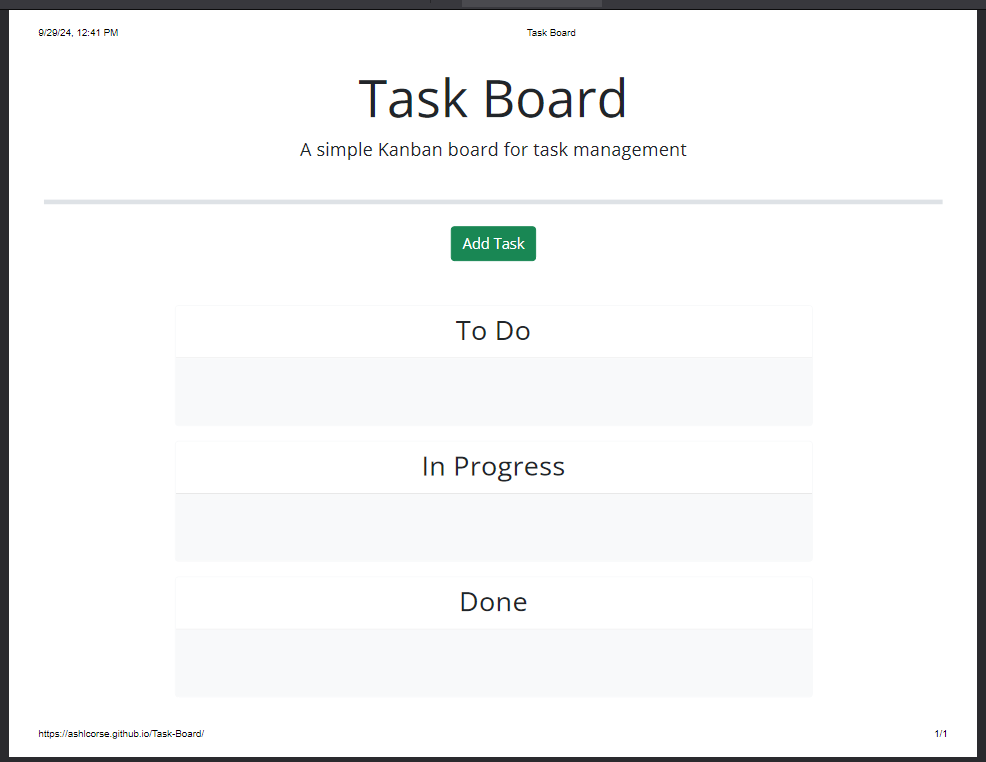 9/29/24, 12:41 PM Task Board
Task Board
A simple Kanban board for task management
Add Task
To Do
In Progress
Done
https://ashlcorse.github.io/Task-Board/ 1/1